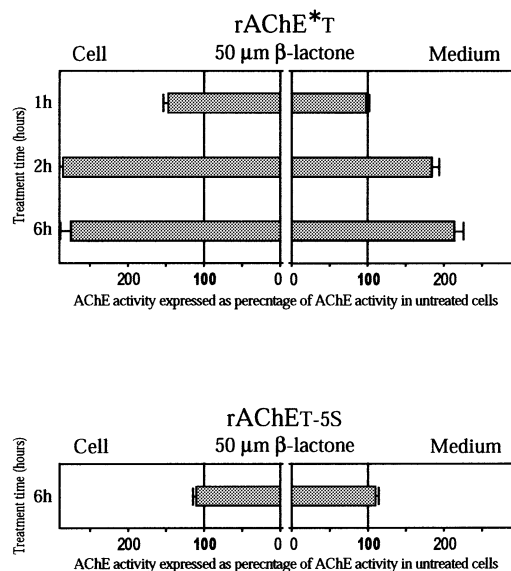 rAChE*T
Cell 50 µm β-lactone Medium
Treatment time (hours)
1h
2h
6h
200 100 0 0 100 200
AChE activity expressed as perecntage of AChE activity in untreated cells
rAChET-5S
Cell 50 µm β-lactone Medium
Treatment time (hours)
6h
200 100 0 0 100 200
AChE activity expressed as perecntage of AChE activity in untreated cells